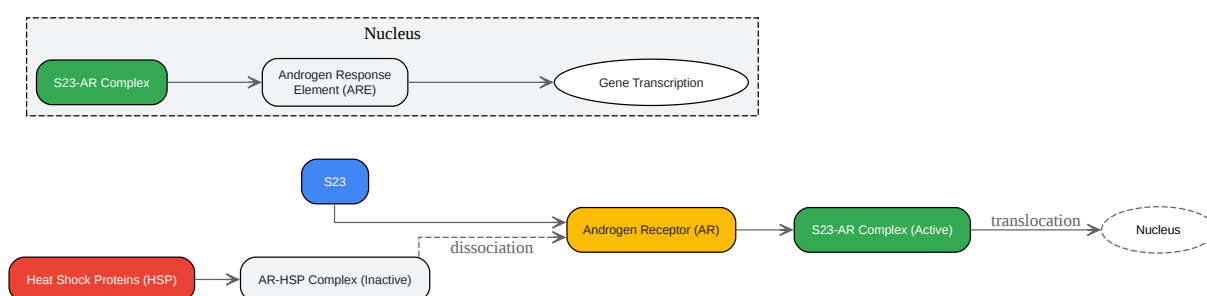 Nucleus
S23-AR Complex
Androgen Response
Element (ARE)
Gene Transcription
S23
Androgen Receptor (AR)
S23-AR Complex (Active)
translocation
Nucleus
dissociation
Heat Shock Proteins (HSP)
AR-HSP Complex (Inactive)